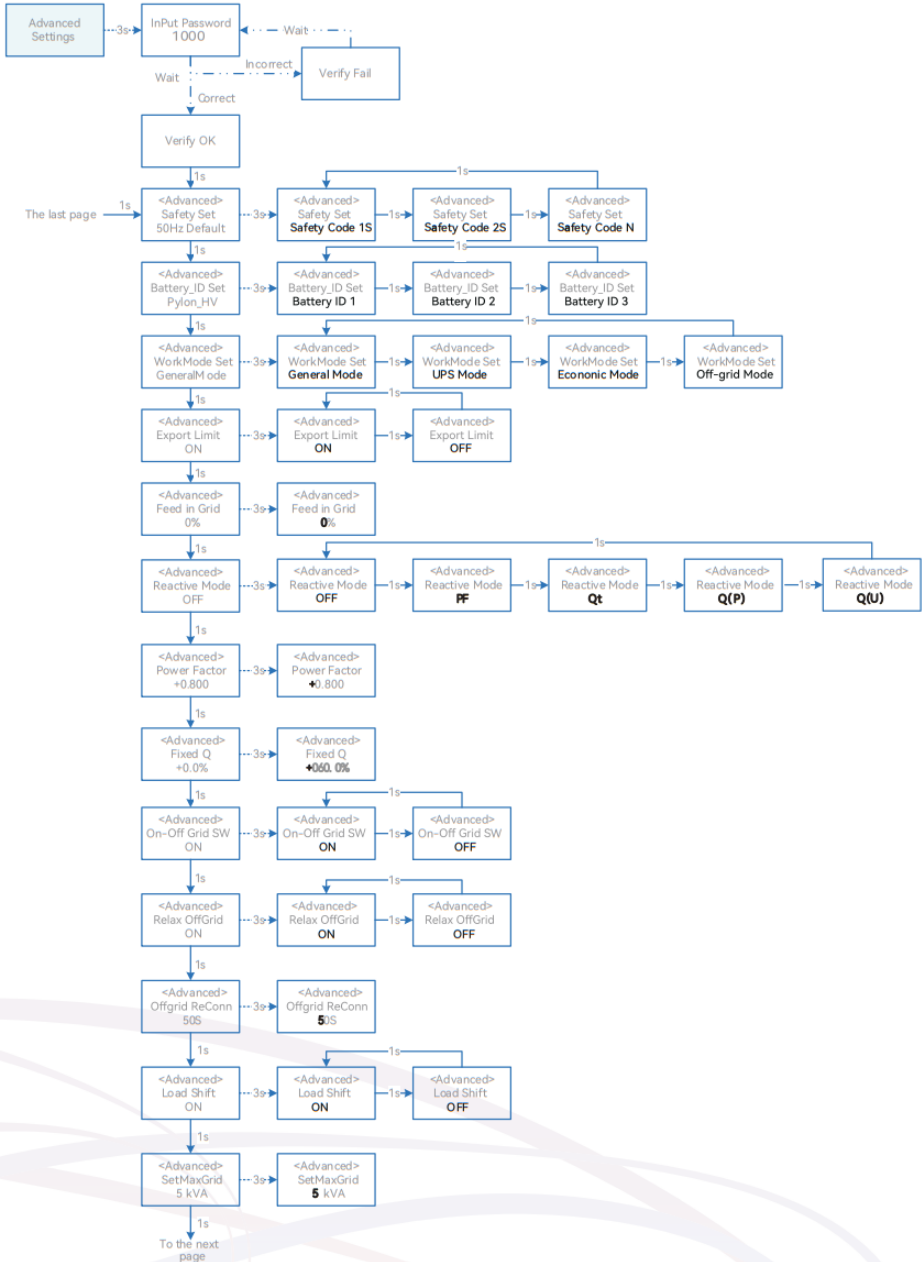 Advanced
Settings
3s
InPut Password
1000
Wait
Incorrect
Verify Fail
Wait
Correct
Verify OK
1s
1s
The last page
1s
<Advanced>
Safety Set
50Hz Default
3s
<Advanced>
Safety Set
Safety Code 1S
1s
<Advanced>
Safety Set
Safety Code 2S
1s
<Advanced>
Safety Set
Safety Code N
1s
1s
<Advanced>
Battery_ID Set
Pylon_HV
3s
<Advanced>
Battery_ID Set
Battery ID 1
1s
<Advanced>
Battery_ID Set
Battery ID 2
1s
<Advanced>
Battery_ID Set
Battery ID 3
1s
1s
<Advanced>
WorkMode Set
GeneralMode
3s
<Advanced>
WorkMode Set
General Mode
1s
<Advanced>
WorkMode Set
UPS Mode
1s
<Advanced>
WorkMode Set
Econonic Mode
1s
<Advanced>
WorkMode Set
Off-grid Mode
1s
1s
<Advanced>
Export Limit
ON
3s
<Advanced>
Export Limit
ON
1s
<Advanced>
Export Limit
OFF
1s
<Advanced>
Feed in Grid
0%
3s
<Advanced>
Feed in Grid
0%
1s
1s
<Advanced>
Reactive Mode
OFF
3s
<Advanced>
Reactive Mode
OFF
1s
<Advanced>
Reactive Mode
PF
1s
<Advanced>
Reactive Mode
Qt
1s
<Advanced>
Reactive Mode
Q(P)
1s
<Advanced>
Reactive Mode
Q(U)
1s
<Advanced>
Power Factor
+0.800
3s
<Advanced>
Power Factor
+0.800
1s
<Advanced>
Fixed Q
+0.0%
3s
<Advanced>
Fixed Q
+060. 0%
1s
1s
<Advanced>
On-Off Grid SW
ON
3s
<Advanced>
On-Off Grid SW
ON
1s
<Advanced>
On-Off Grid SW
OFF
1s
1s
<Advanced>
Relax OffGrid
ON
3s
<Advanced>
Relax OffGrid
ON
1s
<Advanced>
Relax OffGrid
OFF
1s
<Advanced>
Offgrid ReConn
50S
3s
<Advanced>
Offgrid ReConn
50S
1s
1s
<Advanced>
Load Shift
ON
3s
<Advanced>
Load Shift
ON
1s
<Advanced>
Load Shift
OFF
1s
<Advanced>
SetMaxGrid
5 kVA
3s
<Advanced>
SetMaxGrid
5 kVA
1s
To the next
page